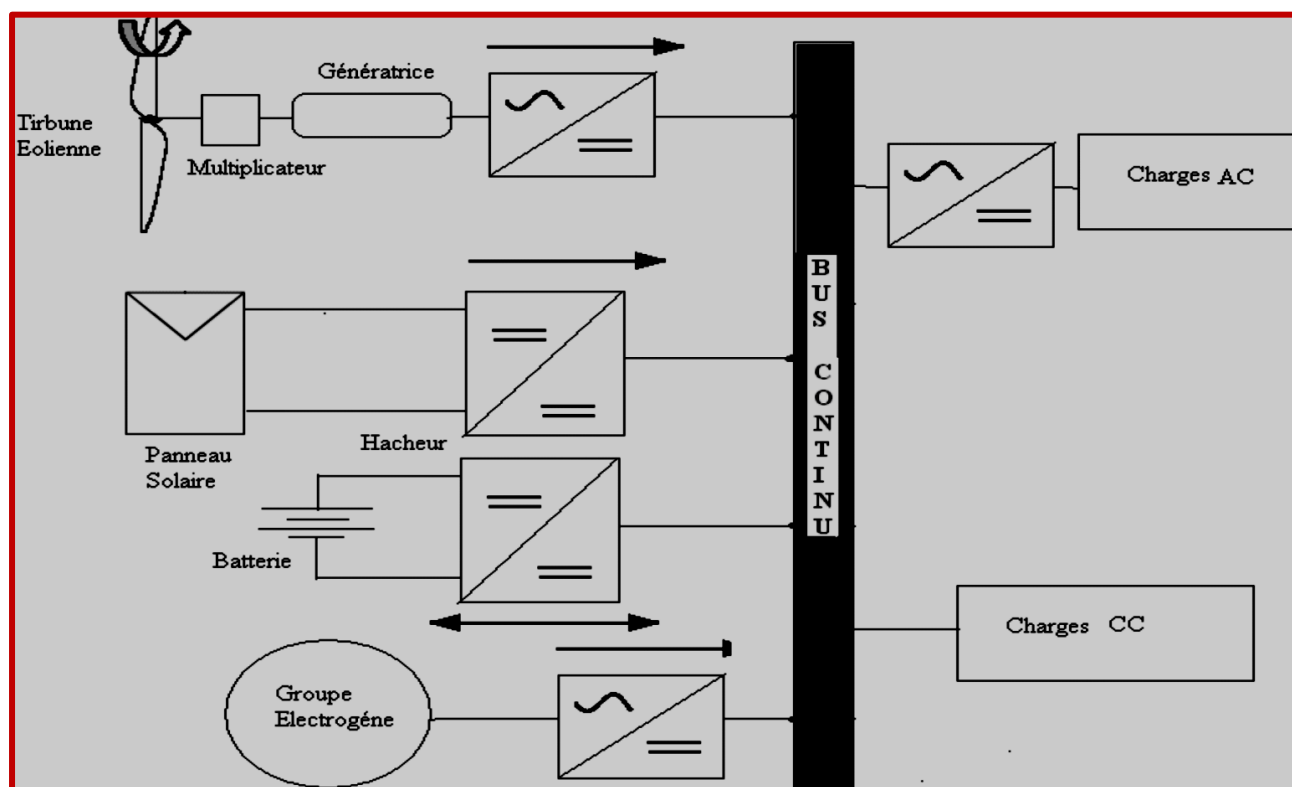 Génératrice
Tirbune
Eolienne
Multiplicateur
Charges AC
Panneau
Solaire
Hacheur
BUS CONTINU
Batterie
Charges CC
Groupe
Electrogéne